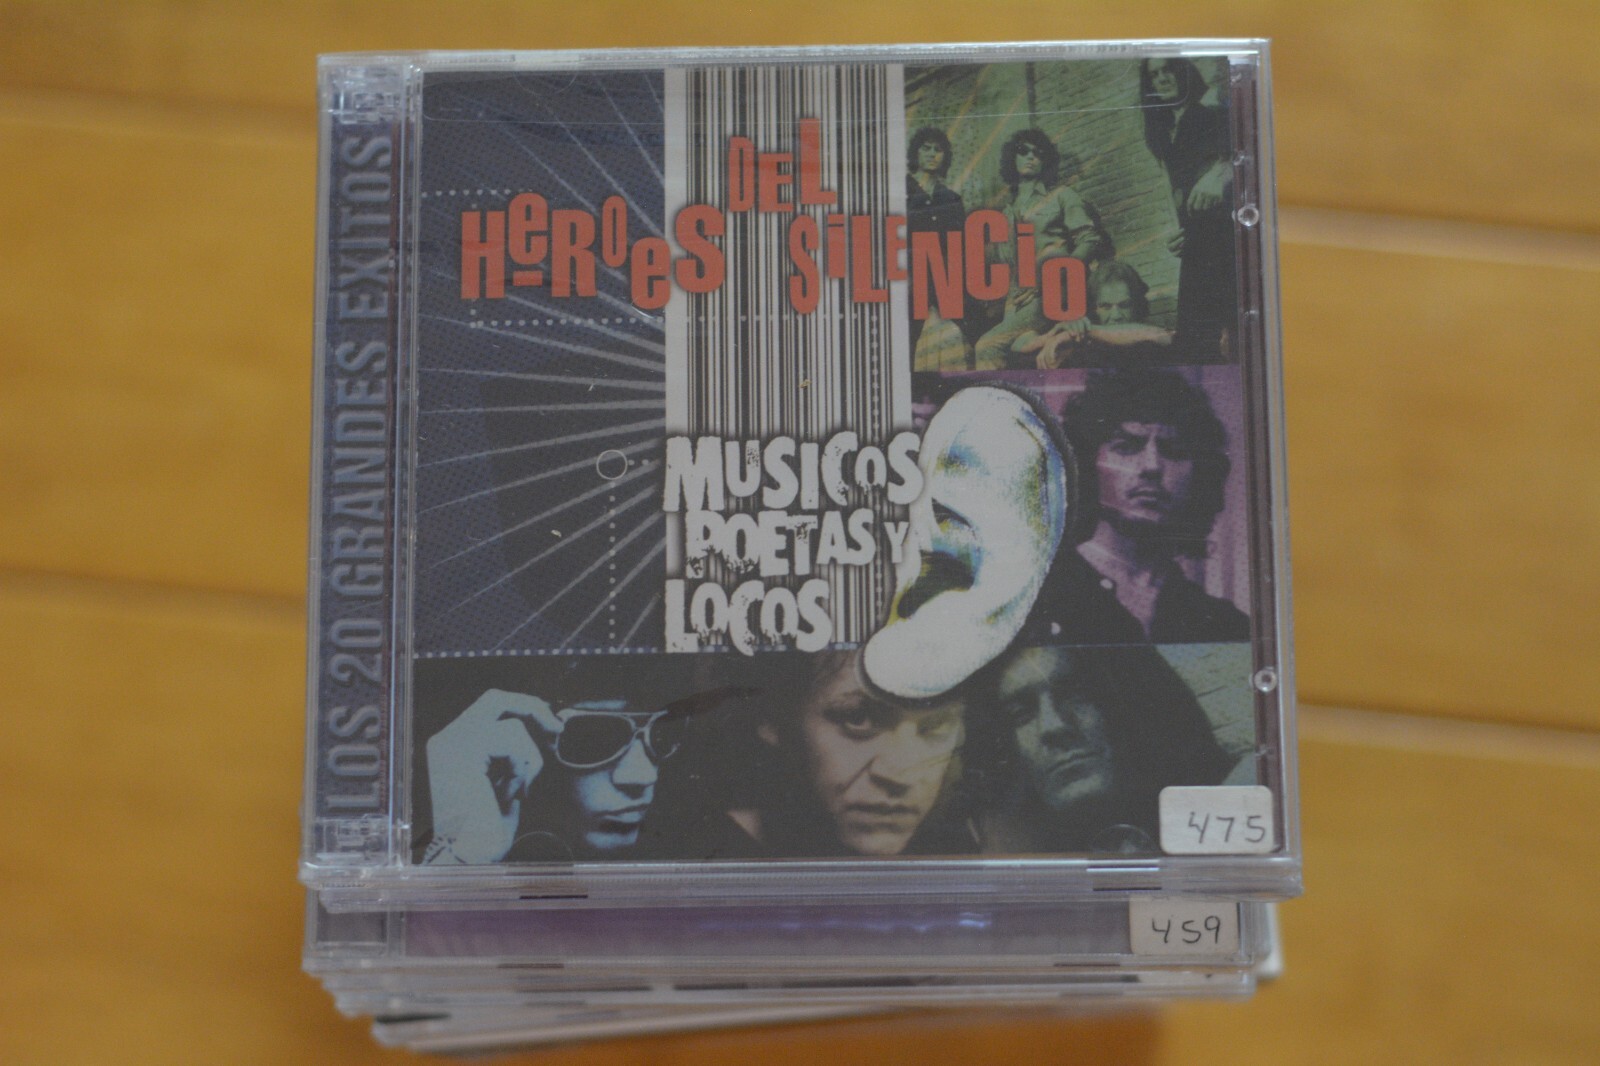 LOS 20 GRANDES EXITOS
HeROes DEL SiLENCiO
MUSICOS
POETAS Y
LOCOS
475
459